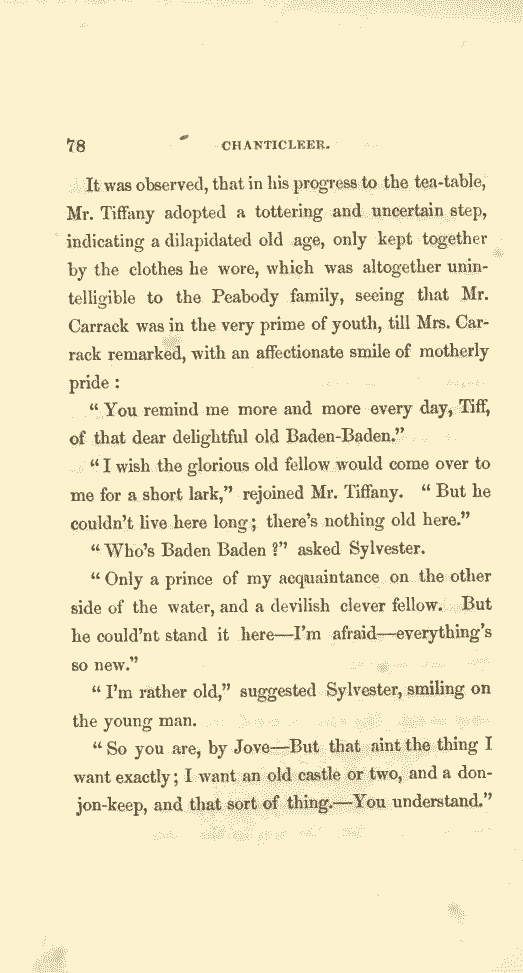 78 CHANTICLEER.
It was observed, that in his progress to the tea-table,
Mr. Tiffany adopted a tottering and uncertain step,
indicating a dilapidated old age, only kept together
by the clothes he wore, which was altogether unin-
telligible to the Peabody family, seeing that Mr.
Carrack was in the very prime of youth, till Mrs. Car-
rack remarked, with an affectionate smile of motherly
pride :
“ You remind me more and more every day, Tiff,
of that dear delightful old Baden-Baden.”
“ I wish the glorious old fellow would come over to
me for a short lark,” rejoined Mr. Tiffany. “ But he
couldn't live here long ; there's nothing old here.”
“ Who's Baden Baden ?” asked Sylvester.
“ Only a prince of my acquaintance on the other
side of the water, and a devilish clever fellow. But
he could'nt stand it here—I'm afraid—everything's
so new.”
“ I'm rather old,” suggested Sylvester, smiling on
the young man.
“ So you are, by Jove—But that aint the thing I
want exactly ; I want an old castle or two, and a don-
jon-keep, and that sort of thing.—You understand.”